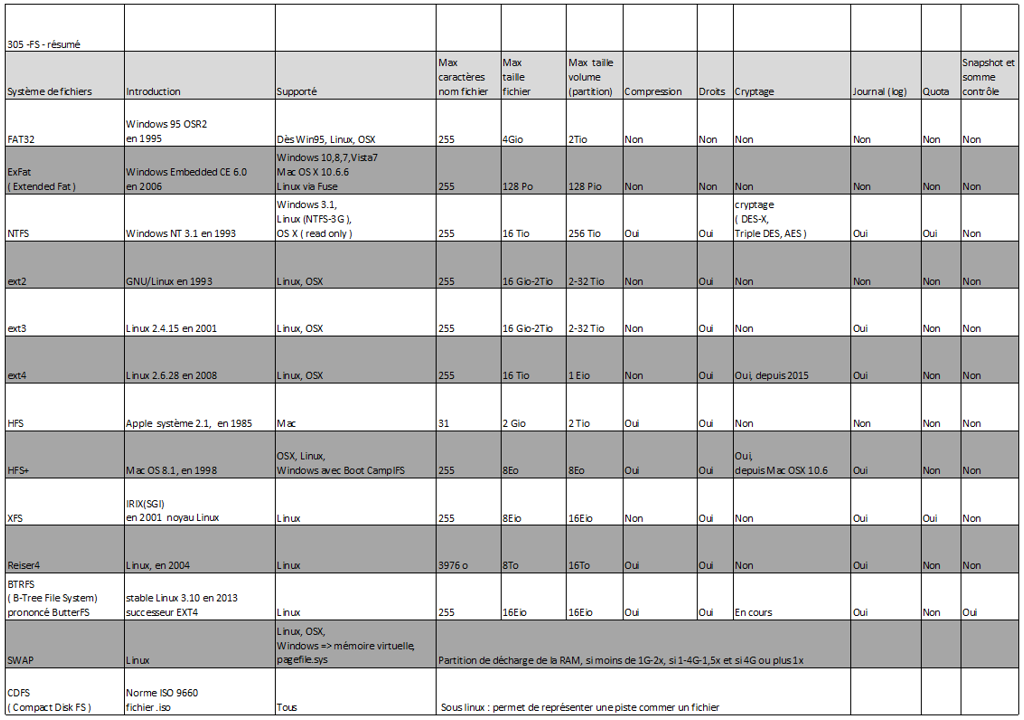 305 -FS - résumé
Système de fichiers | Introduction | Supporté | Max caractères nom fichier | Max taille fichier | Max taille volume (partition) | Compression | Droits | Cryptage | Journal (log) | Quota | Snapshot et somme contrôle
FAT32 | Windows 95 OSR2 en 1995 | Dès Win95, Linux, OSX | 255 | 4Gio | 2Tio | Non | Non | Non | Non | Non | Non
ExFat ( Extended Fat ) | Windows Embedded CE 6.0 en 2006 | Windows 10,8,7,Vista7 Mac OS X 10.6.6 Linux via Fuse | 255 | 128 Po | 128 Pio | Non | Non | Non | Non | Non | Non
NTFS | Windows NT 3.1 en 1993 | Windows 3.1, Linux (NTFS-3G ), OS X ( read only ) | 255 | 16 Tio | 256 Tio | Oui | Oui | cryptage ( DES-X, Triple DES, AES ) | Oui | Oui | Non
ext2 | GNU/Linux en 1993 | Linux, OSX | 255 | 16 Gio-2Tio | 2-32 Tio | Non | Oui | Non | Non | Non | Non
ext3 | Linux 2.4.15 en 2001 | Linux, OSX | 255 | 16 Gio-2Tio | 2-32 Tio | Non | Oui | Non | Oui | Non | Non
ext4 | Linux 2.6.28 en 2008 | Linux, OSX | 255 | 16 Tio | 1 Eio | Non | Oui | Oui, depuis 2015 | Oui | Non | Non
HFS | Apple système 2.1, en 1985 | Mac | 31 | 2 Gio | 2 Tio | Oui | Oui | Non | Non | Non | Non
HFS+ | Mac OS 8.1, en 1998 | OSX, Linux, Windows avec Boot CampIFS | 255 | 8Eo | 8Eo | Oui | Oui | Oui, depuis Mac OSX 10.6 | Oui | Non | Non
XFS | IRIX(SGI) en 2001 noyau Linux | Linux | 255 | 8Eio | 16Eio | Non | Oui | Non | Oui | Oui | Non
Reiser4 | Linux, en 2004 | Linux | 3976 o | 8To | 16To | Oui | Oui | Non | Oui | Non | Non
BTRFS ( B-Tree File System) prononcé ButterFS | stable Linux 3.10 en 2013 successeur EXT4 | Linux | 255 | 16Eio | 16Eio | Oui | Oui | En cours | Oui | Non | Oui
SWAP | Linux | Linux, OSX, Windows => mémoire virtuelle, pagefile.sys | Partition de décharge de la RAM, si moins de 1G-2x, si 1-4G-1,5x et si 4G ou plus 1x
CDFS ( Compact Disk FS ) | Norme ISO 9660 fichier .iso | Tous | Sous linux : permet de représenter une piste commer un fichier